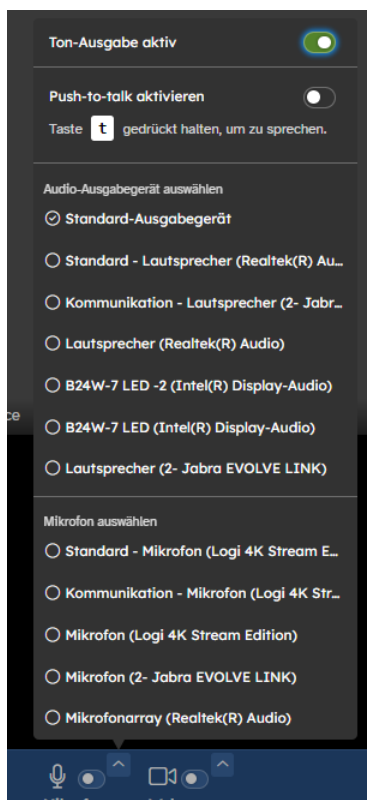 Ton-Ausgabe aktiv
Push-to-talk aktivieren
Taste t gedrückt halten, um zu sprechen.
Audio-Ausgabegerät auswählen
Standard-Ausgabegerät
Standard - Lautsprecher (Realtek(R) Au...
Kommunikation - Lautsprecher (2- Jabr...
Lautsprecher (Realtek(R) Audio)
B24W-7 LED -2 (Intel(R) Display-Audio)
ce
B24W-7 LED (Intel(R) Display-Audio)
Lautsprecher (2- Jabra EVOLVE LINK)
Mikrofon auswählen
Standard - Mikrofon (Logi 4K Stream E...
Kommunikation - Mikrofon (Logi 4K Str...
Mikrofon (Logi 4K Stream Edition)
Mikrofon (2- Jabra EVOLVE LINK)
Mikrofonarray (Realtek(R) Audio)